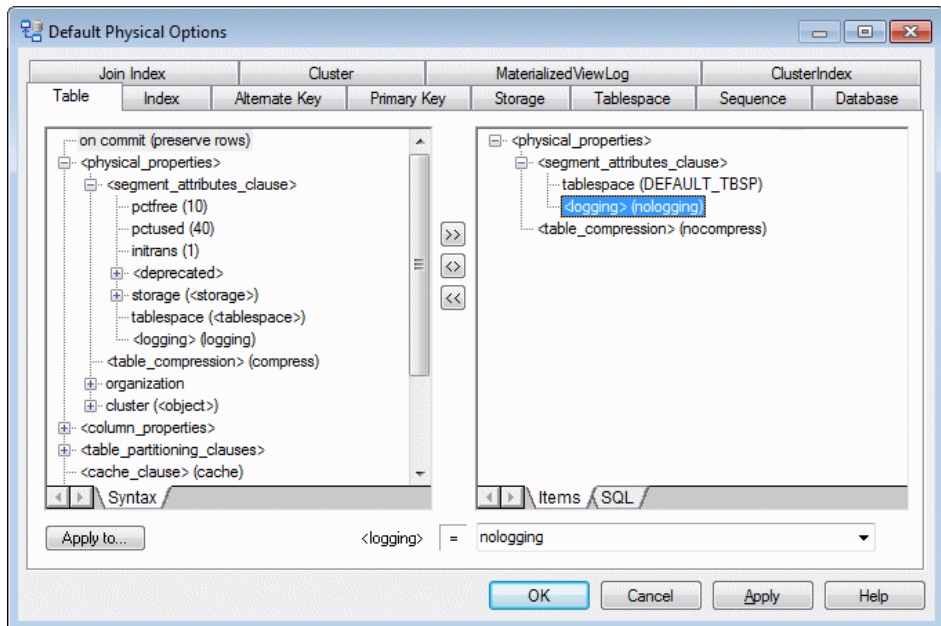 Default Physical Options
Join Index Cluster MaterializedViewLog ClusterIndex
Table Index Alternate Key Primary Key Storage Tablespace Sequence Database
on commit (preserve rows)
<physical_properties>
<segment_attributes_clause>
pctfree (10)
pctused (40)
initrans (1)
<deprecated>
storage (<storage>)
tablespace (<tablespace>)
<logging> (logging)
<table_compression> (compress)
organization
cluster (<object>)
<column_properties>
<table_partitioning_clauses>
<cache_clause> (cache)
Syntax
>>
<>
<<
<physical_properties>
<segment_attributes_clause>
tablespace (DEFAULT_TBSP)
<logging> (nologging)
<table_compression> (nocompress)
Items SQL
Apply to... <logging> = nologging
OK Cancel Apply Help